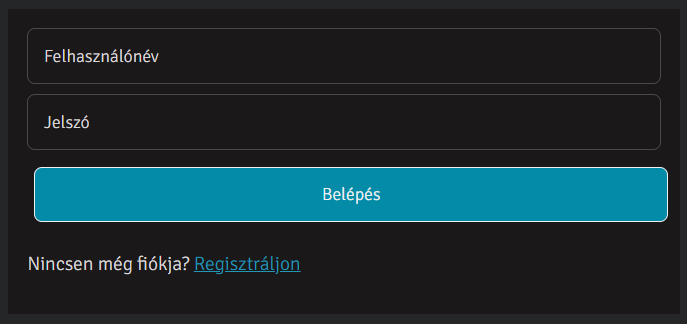 Felhasználónév
Jelszó
Belépés
Nincsen még fiókja? Regisztráljon